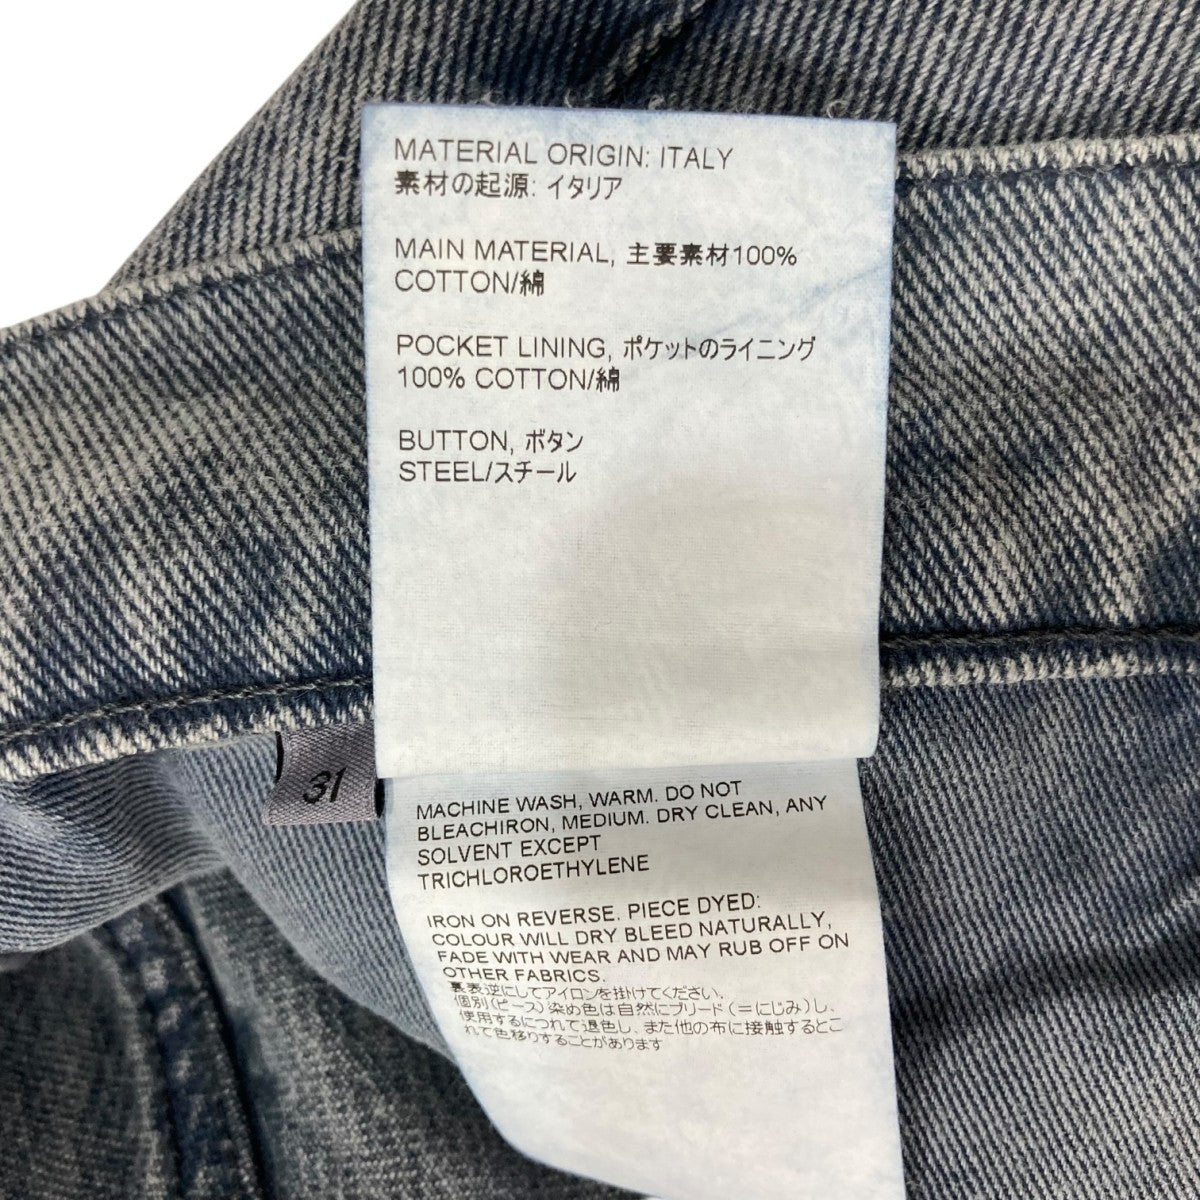 MATERIAL ORIGIN: ITALY
素材の起源: イタリア
MAIN MATERIAL, 主要素材100%
COTTON/綿
POCKET LINING, ポケットのライニング
100% COTTON/綿
BUTTON, ボタン
STEEL/スチール
31
MACHINE WASH, WARM. DO NOT
BLEACHIRON, MEDIUM. DRY CLEAN, ANY
SOLVENT EXCEPT
TRICHLOROETHYLENE
IRON ON REVERSE. PIECE DYED:
COLOUR WILL DRY BLEED NATURALLY,
FADE WITH WEAR AND MAY RUB OFF ON
OTHER FABRICS.
裏表逆にしてアイロンを掛けてください.
個別(ピース)染め色は自然にブリード(＝にじみ)し、
使用するにつれて退色し、また他の布に接触するとこ
れて色移りすることがあります